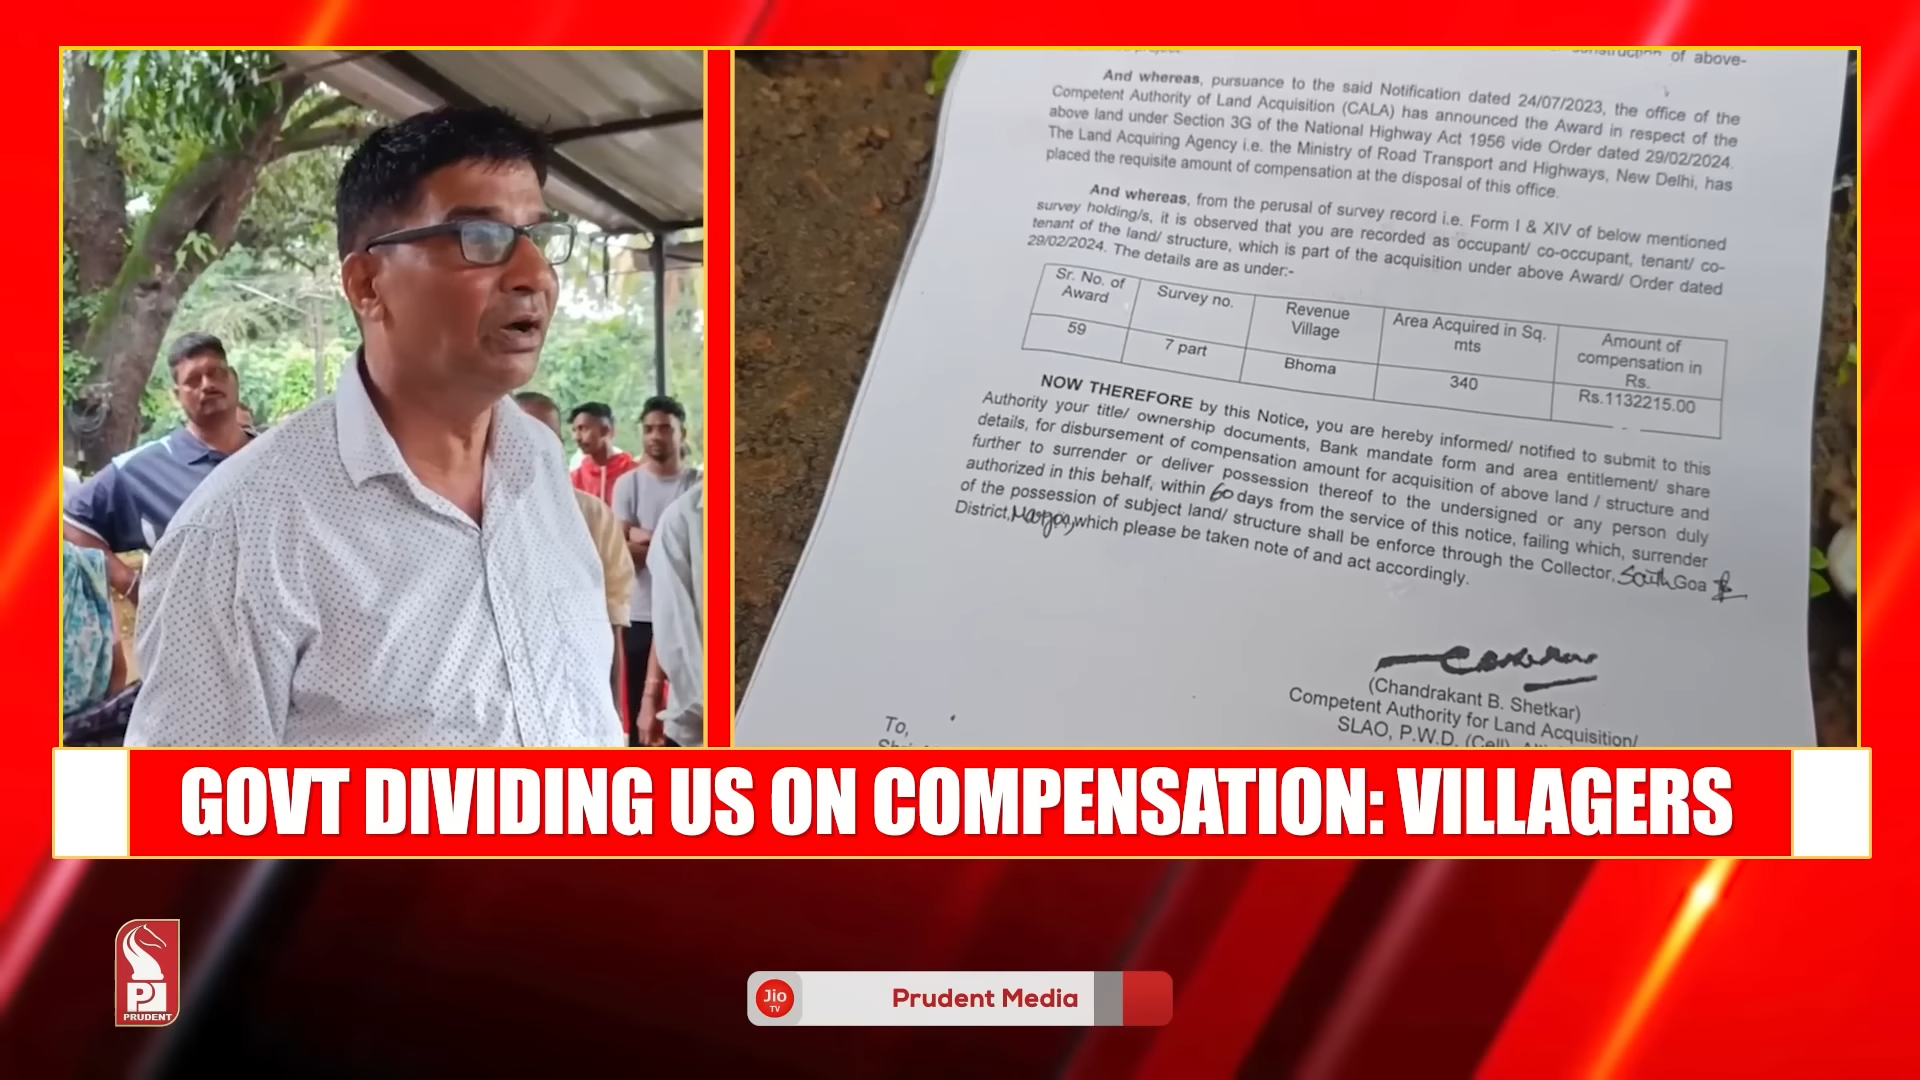 construction of above-
And whereas, pursuance to the said Notification dated 24/07/2023, the office of the
Competent Authority of Land Acquisition (CALA) has announced the Award in respect of the
above land under Section 3G of the National Highway Act 1956 vide Order dated 29/02/2024.
The Land Acquiring Agency i.e. the Ministry of Road Transport and Highways, New Delhi, has
placed the requisite amount of compensation at the disposal of this office.
And whereas, from the perusal of survey record i.e. Form I & XIV of below mentioned
survey holding/s, it is observed that you are recorded as occupant/ co-occupant, tenant/ co-
tenant of the land/ structure, which is part of the acquisition under above Award/ Order dated
29/02/2024. The details are as under:-
Sr. No. of Award
Survey no.
Revenue Village
Area Acquired in Sq. mts
Amount of compensation in Rs.
59
7 part
Bhoma
340
Rs.1132215.00
NOW THEREFORE by this Notice, you are hereby informed/ notified to submit to this
Authority your title/ ownership documents, Bank mandate form and area entitlement/ share
details, for disbursement of compensation amount for acquisition of above land / structure and
further to surrender or deliver possession thereof to the undersigned or any person duly
authorized in this behalf, within 60 days from the service of this notice, failing which, surrender
of the possession of subject land/ structure shall be enforce through the Collector, South Goa
District, Margao, which please be taken note of and act accordingly.
(Chandrakant B. Shetkar)
Competent Authority for Land Acquisition/
SLAO, P.W.D. (Cell),
To,
GOVT DIVIDING US ON COMPENSATION: VILLAGERS
P
PRUDENT
Jio
TV
Prudent Media